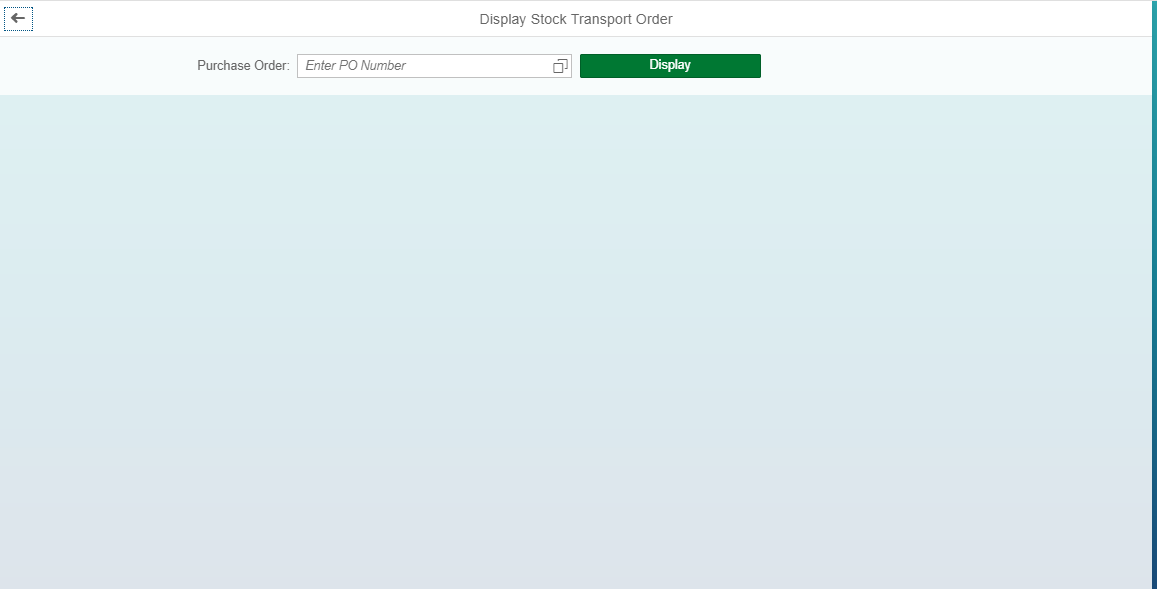 Display Stock Transport Order
Purchase Order: Enter PO Number Display